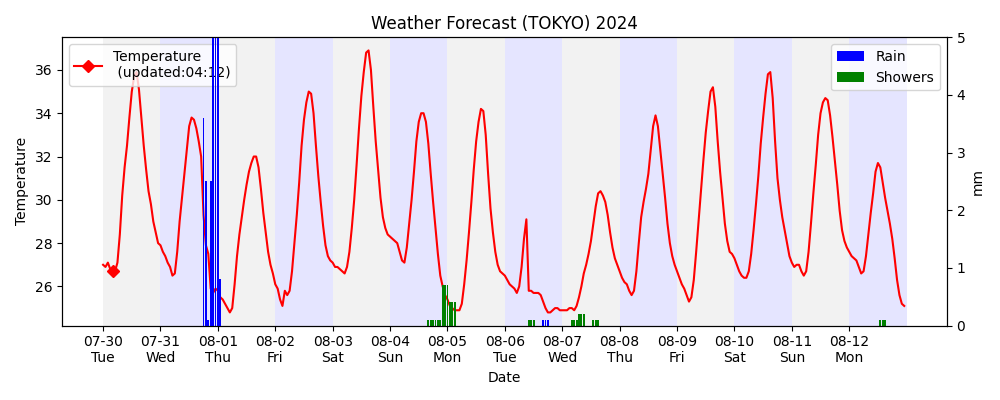 Weather Forecast (TOKYO) 2024
Temperature
(updated:04:12)
Rain
Showers
Temperature
36
34
32
30
28
26
5
4
3
2
1
0
mm
07-30 07-31 08-01 08-02 08-03 08-04 08-05 08-06 08-07 08-08 08-09 08-10 08-11 08-12
Tue Wed Thu Fri Sat Sun Mon Tue Wed Thu Fri Sat Sun Mon
Date